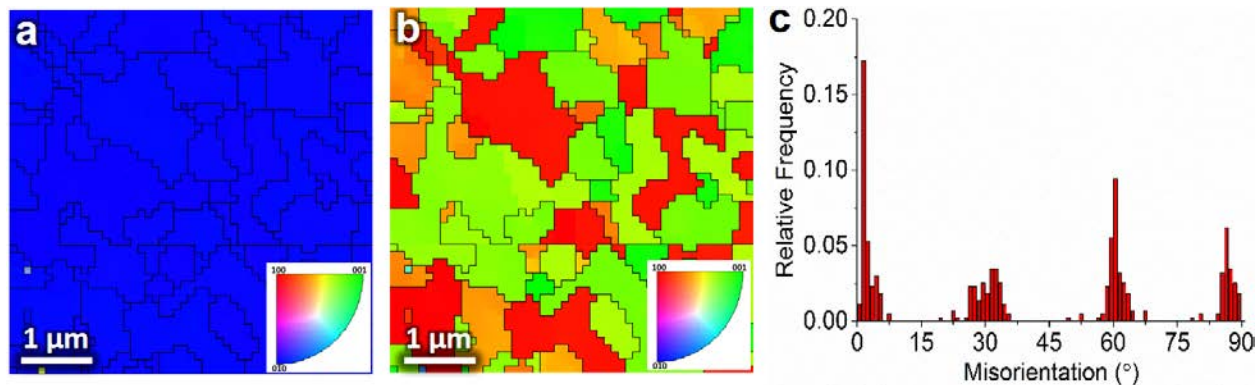 a
100
001
010
1 µm
b
100
001
010
1 µm
c
Relative Frequency
0.20
0.15
0.10
0.05
0.00
0 15 30 45 60 75 90
Misorientation (°)